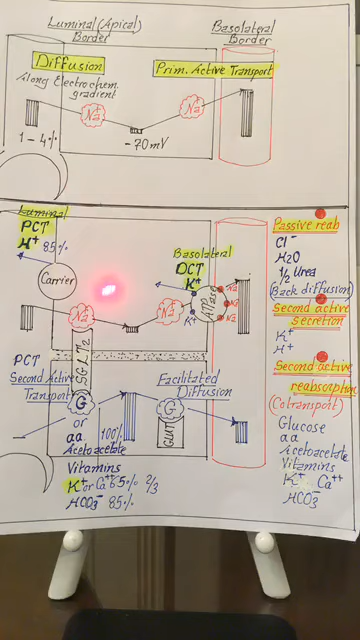 Luminal (Apical)
Border
Basolateral
Border
Diffusion
Along Electrochem.
gradient
Prim. Active Transport
Na+
Na+
1-4%
-70mV
Luminal
PCT
H+ 85%
Carrier
Basolateral
DCT
K+
K+
ATPase
Na
Na
Na
Na+
Na+
SGLT2
PCT
Second Active
Transport
G
or
aa
Acetoacetate
Vitamins
K+ or Ca++ 65% 2/3
HCO3- 85%
100%
Facilitated
Diffusion
G
GLUT
Passive reab
Cl-
H2O
1/2 Urea
(Back diffusion)
Second active
secretion
K+
H+
Second active
reabsorption
(Cotransport)
Glucose
aa
Acetoacetate
Vitamins
K+ Ca++
HCO3-